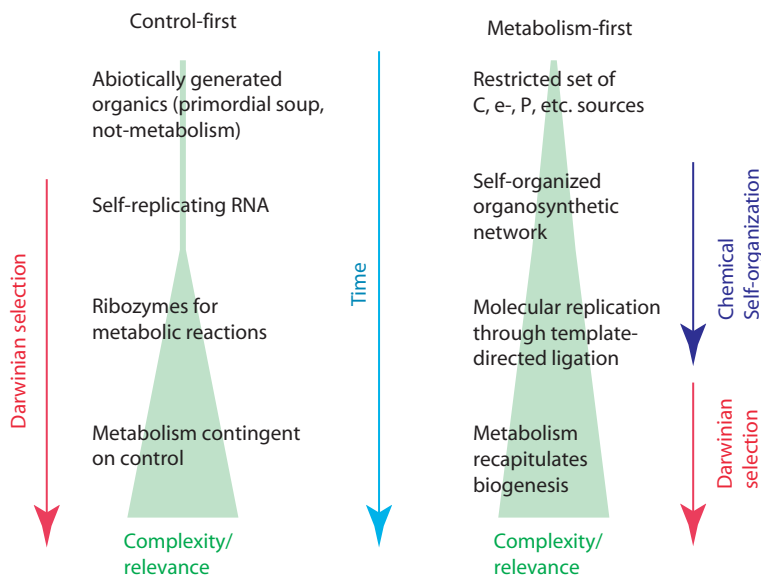 Control-first
Abiotically generated
organics (primordial soup,
not-metabolism)
Self-replicating RNA
Ribozymes for
metabolic reactions
Metabolism contingent
on control
Complexity/
relevance
Darwinian selection
Time
Metabolism-first
Restricted set of
C, e-, P, etc. sources
Self-organized
organosynthetic
network
Molecular replication
through template-
directed ligation
Metabolism
recapitulates
biogenesis
Complexity/
relevance
Chemical
Self-organization
Darwinian
selection